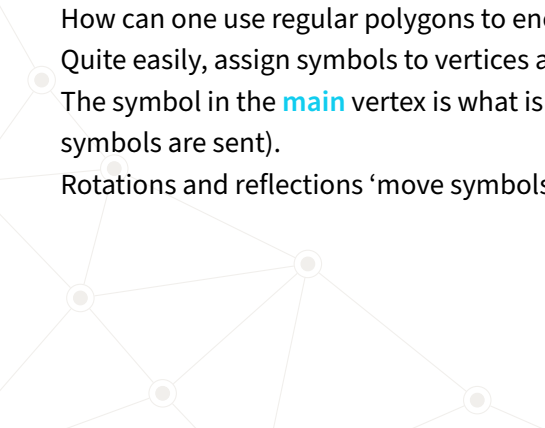 How can one use regular polygons to
Quite easily, assign symbols to vertices
The symbol in the main vertex is what is
symbols are sent).
Rotations and reflections ‘move symbols